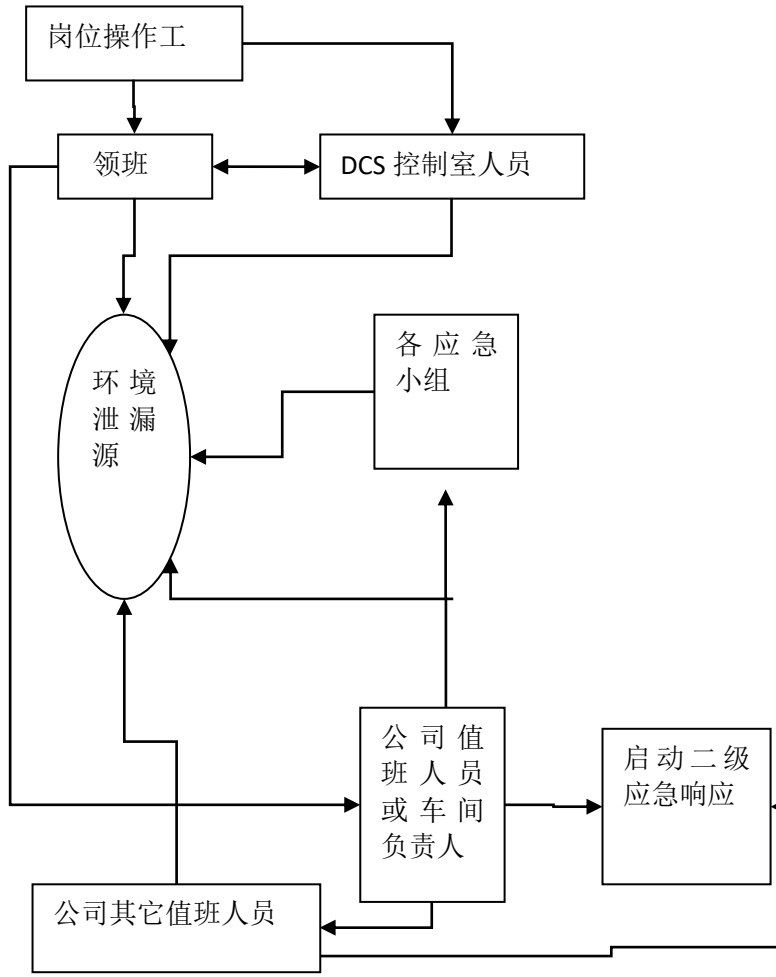 岗位操作工
领班
DCS 控制室人员
各应急
小组
环境
泄漏
源
公司值
班人员
或车间
负责人
启动二级
应急响应
公司其它值班人员